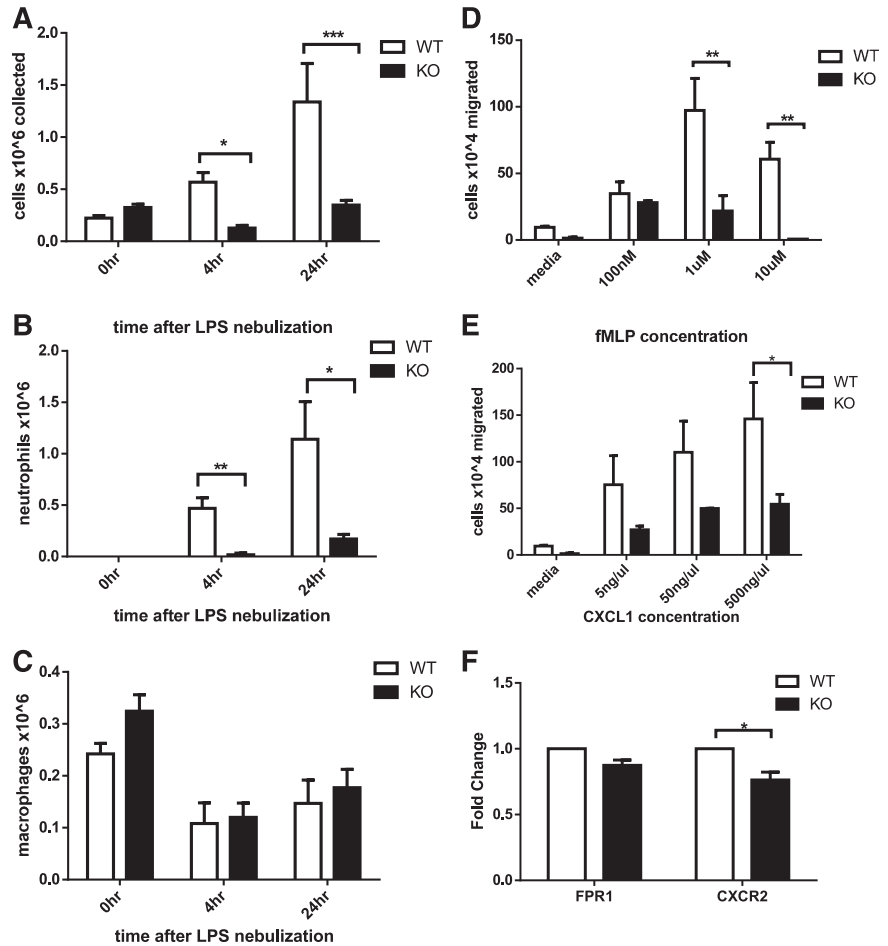 A
cells x10^6 collected
2.0
1.5
1.0
0.5
0.0
*
***
WT
KO
0hr
4hr
24hr
time after LPS nebulization
B
neutrophils x10^6
2.0
1.5
1.0
0.5
0.0
**
*
WT
KO
0hr
4hr
24hr
time after LPS nebulization
C
macrophages x10^6
0.4
0.3
0.2
0.1
0.0
WT
KO
0hr
4hr
24hr
time after LPS nebulization
D
cells x10^4 migrated
150
100
50
0
**
**
WT
KO
media
100nM
1uM
10uM
fMLP concentration
E
cells x10^4 migrated
200
150
100
50
0
*
WT
KO
media
5ng/ul
50ng/ul
500ng/ul
CXCL1 concentration
F
Fold Change
1.5
1.0
0.5
0.0
*
WT
KO
FPR1
CXCR2